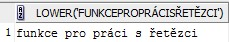 LOWER('FUNKCEPROPRÁCISŘETĚZCI')
1 funkce pro práci s řetězci